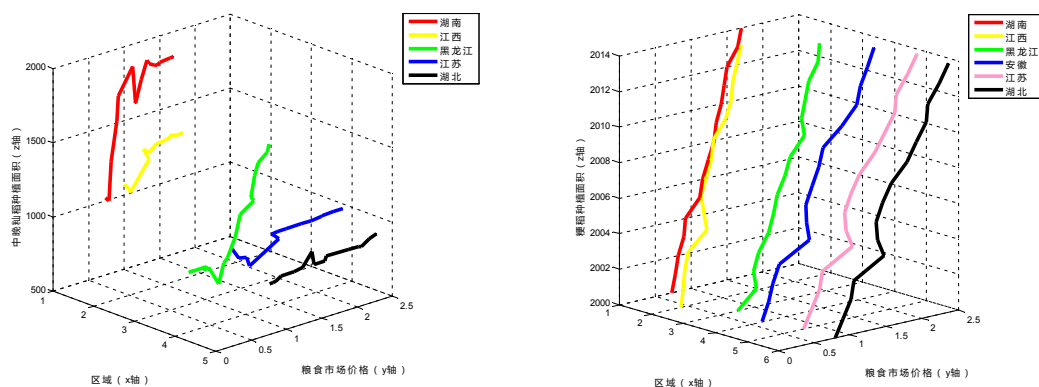 湖南
江西
黑龙江
江苏
湖北
2000
1500
1000
500
中晚籼稻种植面积（z轴）
1
2
3
4
5
区域（x轴）
0
0.5
1
1.5
2
2.5
粮食市场价格（y轴）
湖南
江西
黑龙江
安徽
江苏
湖北
2014
2012
2010
2008
2006
2004
2002
2000
粳稻种植面积（z轴）
1
2
3
4
5
6
区域（x轴）
0
0.5
1
1.5
2
2.5
粮食市场价格（y轴）